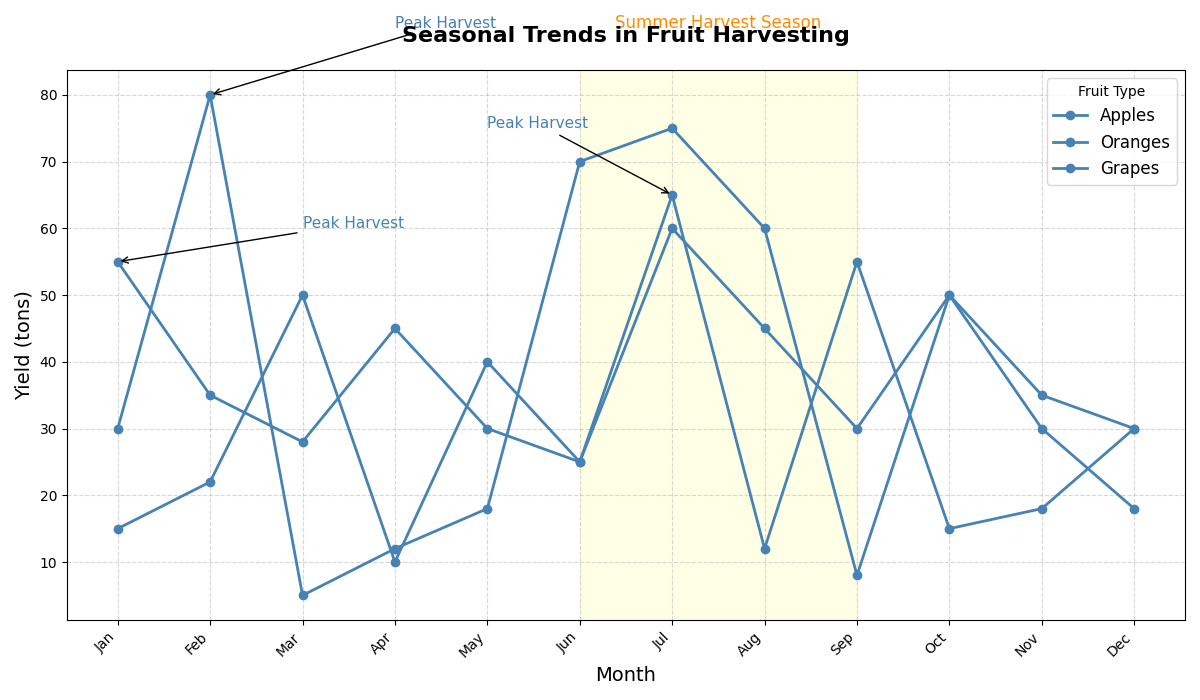 Peak Harvest
Summer Harvest Season
Seasonal Trends in Fruit Harvesting
Peak Harvest
Peak Harvest
Fruit Type
Apples
Oranges
Grapes
Yield (tons)
80
70
60
50
40
30
20
10
Jan
Feb
Mar
Apr
May
Jun
Jul
Aug
Sep
Oct
Nov
Dec
Month